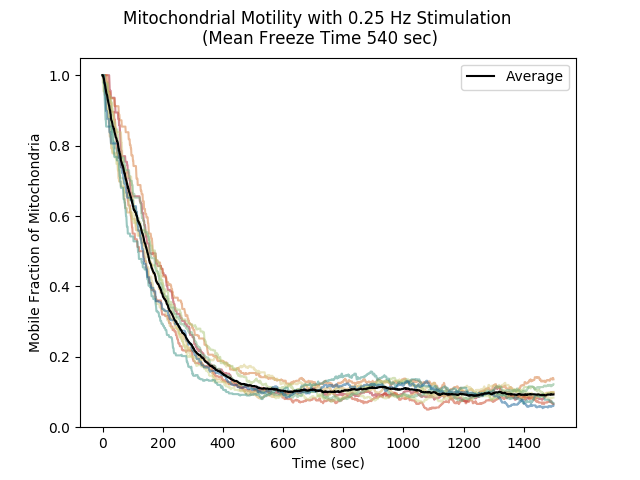 Mitochondrial Motility with 0.25 Hz Stimulation
(Mean Freeze Time 540 sec)
Average
Mobile Fraction of Mitochondria
1.0
0.8
0.6
0.4
0.2
0.0
0 200 400 600 800 1000 1200 1400
Time (sec)